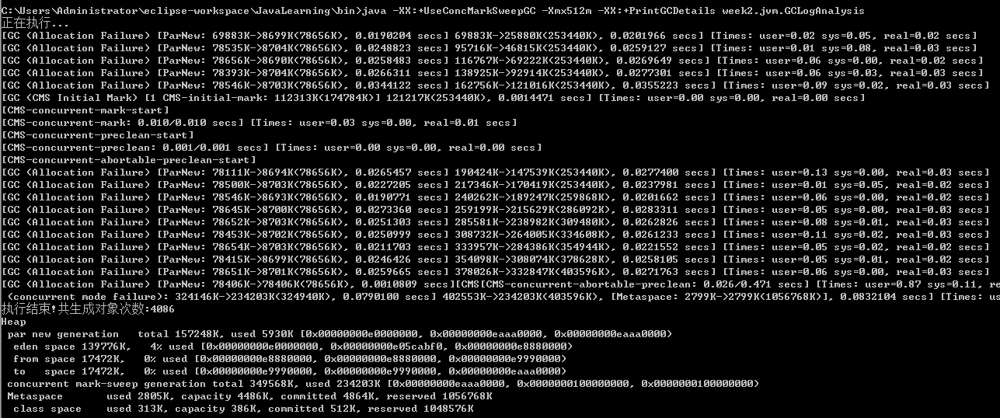 C:\Users\Administrator\eclipse-workspace\JavaLearning\bin>java -XX:+UseConcMarkSweepGC -Xmx512m -XX:+PrintGCDetails week2.jvm.GCLogAnalysis
正在执行...
[GC (Allocation Failure) [ParNew: 69883K->8699K(78656K), 0.0190204 secs] 69883K->25880K(253440K), 0.0201966 secs] [Times: user=0.02 sys=0.05, real=0.02 secs]
[GC (Allocation Failure) [ParNew: 78535K->8704K(78656K), 0.0248823 secs] 95716K->46815K(253440K), 0.0259127 secs] [Times: user=0.01 sys=0.08, real=0.03 secs]
[GC (Allocation Failure) [ParNew: 78656K->8690K(78656K), 0.0258483 secs] 116767K->69222K(253440K), 0.0269649 secs] [Times: user=0.06 sys=0.00, real=0.02 secs]
[GC (Allocation Failure) [ParNew: 78393K->8704K(78656K), 0.0266311 secs] 138925K->92914K(253440K), 0.0277301 secs] [Times: user=0.06 sys=0.03, real=0.03 secs]
[GC (Allocation Failure) [ParNew: 78546K->8703K(78656K), 0.0344122 secs] 162756K->121016K(253440K), 0.0355223 secs] [Times: user=0.09 sys=0.02, real=0.03 secs]
[GC (CMS Initial Mark) [1 CMS-initial-mark: 112313K(174784K)] 121217K(253440K), 0.0014471 secs] [Times: user=0.00 sys=0.00, real=0.00 secs]
[CMS-concurrent-mark-start]
[CMS-concurrent-mark: 0.010/0.010 secs] [Times: user=0.03 sys=0.00, real=0.01 secs]
[CMS-concurrent-preclean-start]
[CMS-concurrent-preclean: 0.001/0.001 secs] [Times: user=0.00 sys=0.00, real=0.00 secs]
[CMS-concurrent-abortable-preclean-start]
[GC (Allocation Failure) [ParNew: 78111K->8694K(78656K), 0.0265457 secs] 190424K->147539K(253440K), 0.0277400 secs] [Times: user=0.13 sys=0.00, real=0.03 secs]
[GC (Allocation Failure) [ParNew: 78500K->8703K(78656K), 0.0227205 secs] 217346K->170419K(253440K), 0.0237981 secs] [Times: user=0.01 sys=0.05, real=0.02 secs]
[GC (Allocation Failure) [ParNew: 78546K->8693K(78656K), 0.0190771 secs] 240262K->189247K(259868K), 0.0201662 secs] [Times: user=0.06 sys=0.00, real=0.02 secs]
[GC (Allocation Failure) [ParNew: 78645K->8700K(78656K), 0.0273360 secs] 259199K->215629K(286092K), 0.0283311 secs] [Times: user=0.05 sys=0.00, real=0.03 secs]
[GC (Allocation Failure) [ParNew: 78652K->8703K(78656K), 0.0251303 secs] 285581K->238982K(309480K), 0.0262826 secs] [Times: user=0.08 sys=0.01, real=0.03 secs]
[GC (Allocation Failure) [ParNew: 78453K->8702K(78656K), 0.0250999 secs] 308732K->264005K(334608K), 0.0261233 secs] [Times: user=0.11 sys=0.02, real=0.03 secs]
[GC (Allocation Failure) [ParNew: 78654K->8703K(78656K), 0.0211703 secs] 333957K->284386K(354944K), 0.0221552 secs] [Times: user=0.05 sys=0.02, real=0.02 secs]
[GC (Allocation Failure) [ParNew: 78415K->8699K(78656K), 0.0246426 secs] 354098K->308074K(378628K), 0.0258105 secs] [Times: user=0.05 sys=0.01, real=0.02 secs]
[GC (Allocation Failure) [ParNew: 78651K->8701K(78656K), 0.0259665 secs] 378026K->332847K(403596K), 0.0271763 secs] [Times: user=0.06 sys=0.00, real=0.03 secs]
[GC (Allocation Failure) [ParNew: 78406K->78406K(78656K), 0.0010809 secs][CMS[CMS-concurrent-abortable-preclean: 0.026/0.471 secs] [Times: user=0.87 sys=0.11, re
(concurrent mode failure): 324146K->234203K(324940K), 0.0790100 secs] 402553K->234203K(403596K), [Metaspace: 2799K->2799K(1056768K)], 0.0832104 secs] [Times: us
执行结束!共生成对象次数:4086
Heap
par new generation   total 157248K, used 5930K [0x00000000e0000000, 0x00000000eaaa0000, 0x00000000eaaa0000)
eden space 139776K,   4% used [0x00000000e0000000, 0x00000000e05cabf0, 0x00000000e8880000)
from space 17472K,   0% used [0x00000000e8880000, 0x00000000e8880000, 0x00000000e9990000)
to   space 17472K,   0% used [0x00000000e9990000, 0x00000000e9990000, 0x00000000eaaa0000)
concurrent mark-sweep generation total 349568K, used 234203K [0x00000000eaaa0000, 0x0000000100000000, 0x0000000100000000)
Metaspace       used 2805K, capacity 4486K, committed 4864K, reserved 1056768K
class space    used 313K, capacity 386K, committed 512K, reserved 1048576K